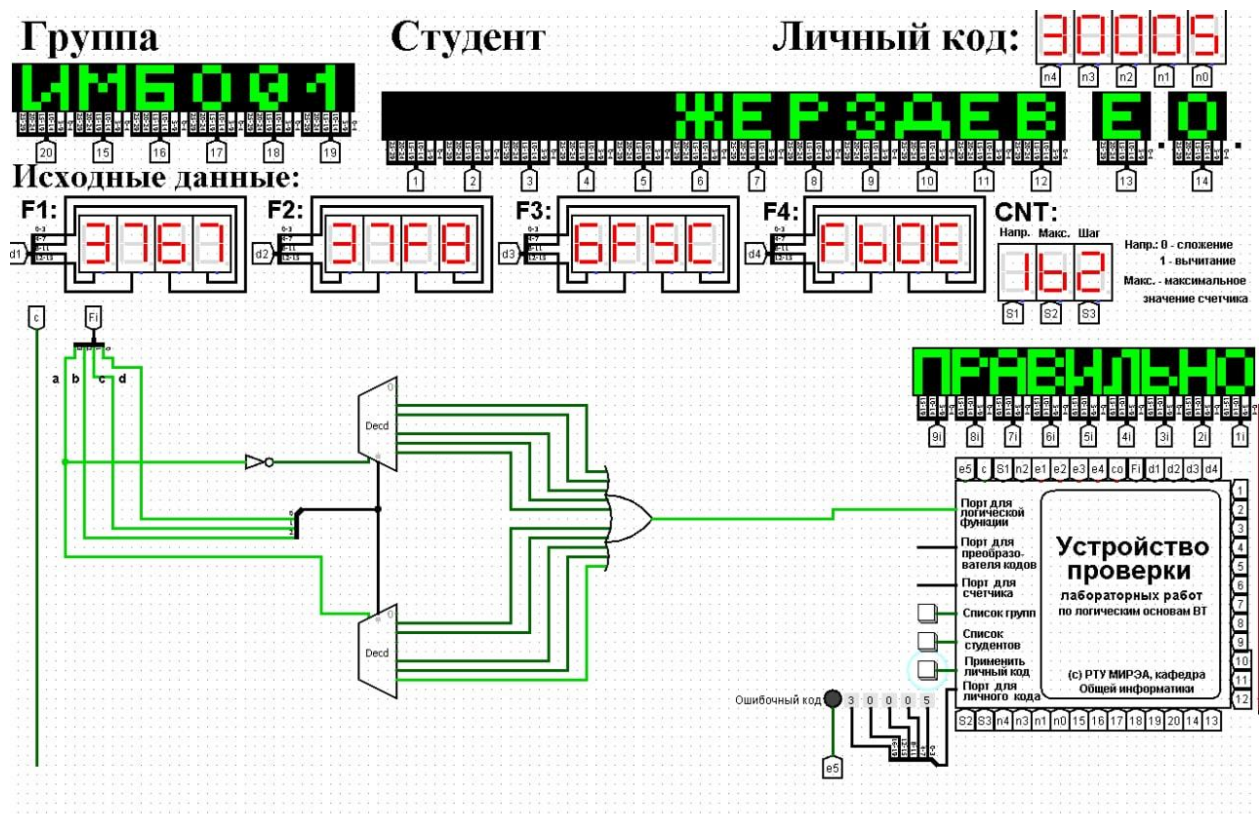 Группа Студент Личный код: 30005
n4 n3 n2 n1 n0
ИМБО01
ЖЕРЗДЕВ Е.О.
20 15 16 17 18 19
1 2 3 4 5 6 7 8 9 10 11 12 13 14
Исходные данные:
F1: 3767 F2: 37F8 F3: 6F5C F4: Fb0E CNT:
Напр. Макс. Шаг
d1 d2 d3 d4
1b2
Напр.: 0 - сложение
1 - вычитание
Макс. - максимальное
значение счетчика
S1 S2 S3
c Fi
a b c d
ПРАВИЛЬНО
9i 8i 7i 6i 5i 4i 3i 2i 1i
Decd
e5 c S1 n2 e1 e2 e3 e4 co Fi d1 d2 d3 d4
Порт для
логической
функции
Порт для
преобразо-
вателя кодов
Порт для
счетчика
Список групп
Список
студентов
Применить
личный код
Порт для
личного кода
Устройство
проверки
лабораторных работ
по логическим основам ВТ
(с) РТУ МИРЭА, кафедра
Общей информатики
1
2
3
4
5
6
7
8
9
10
11
12
Decd
Ошибочный код 3 0 0 0 5
S2 S3 n4 n3 n1 n0 15 16 17 18 19 20 14 13
e5